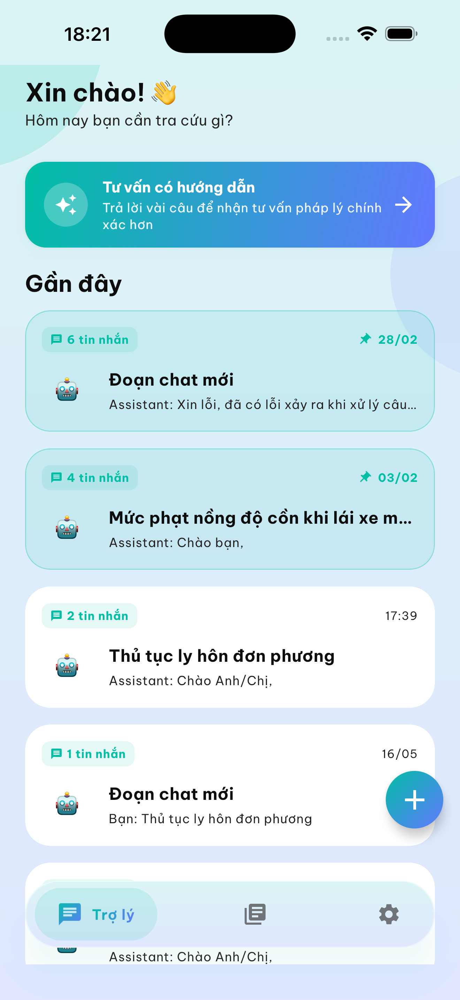 18:21
Xin chào! 👋
Hôm nay bạn cần tra cứu gì?
Tư vấn có hướng dẫn
Trả lời vài câu để nhận tư vấn pháp lý chính
xác hơn
Gần đây
6 tin nhắn
28/02
Đoạn chat mới
Assistant: Xin lỗi, đã có lỗi xảy ra khi xử lý câu...
4 tin nhắn
03/02
Mức phạt nồng độ cồn khi lái xe m...
Assistant: Chào bạn,
2 tin nhắn
17:39
Thủ tục ly hôn đơn phương
Assistant: Chào Anh/Chị,
1 tin nhắn
16/05
Đoạn chat mới
Bạn: Thủ tục ly hôn đơn phương
Trợ lý
Assistant: Chào Anh/Chị,